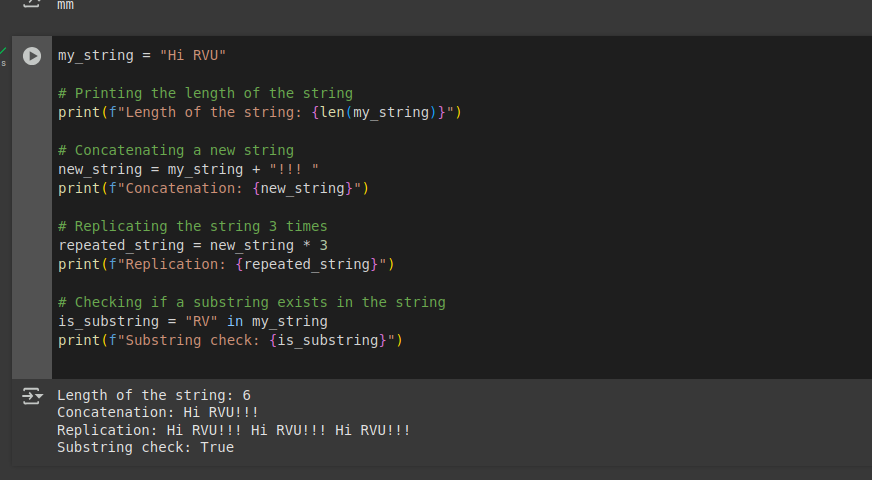 mm
s
my_string = "Hi RVU"
# Printing the length of the string
print(f"Length of the string: {len(my_string)}")
# Concatenating a new string
new_string = my_string + "!!! "
print(f"Concatenation: {new_string}")
# Replicating the string 3 times
repeated_string = new_string * 3
print(f"Replication: {repeated_string}")
# Checking if a substring exists in the string
is_substring = "RV" in my_string
print(f"Substring check: {is_substring}")
Length of the string: 6
Concatenation: Hi RVU!!!
Replication: Hi RVU!!! Hi RVU!!! Hi RVU!!!
Substring check: True